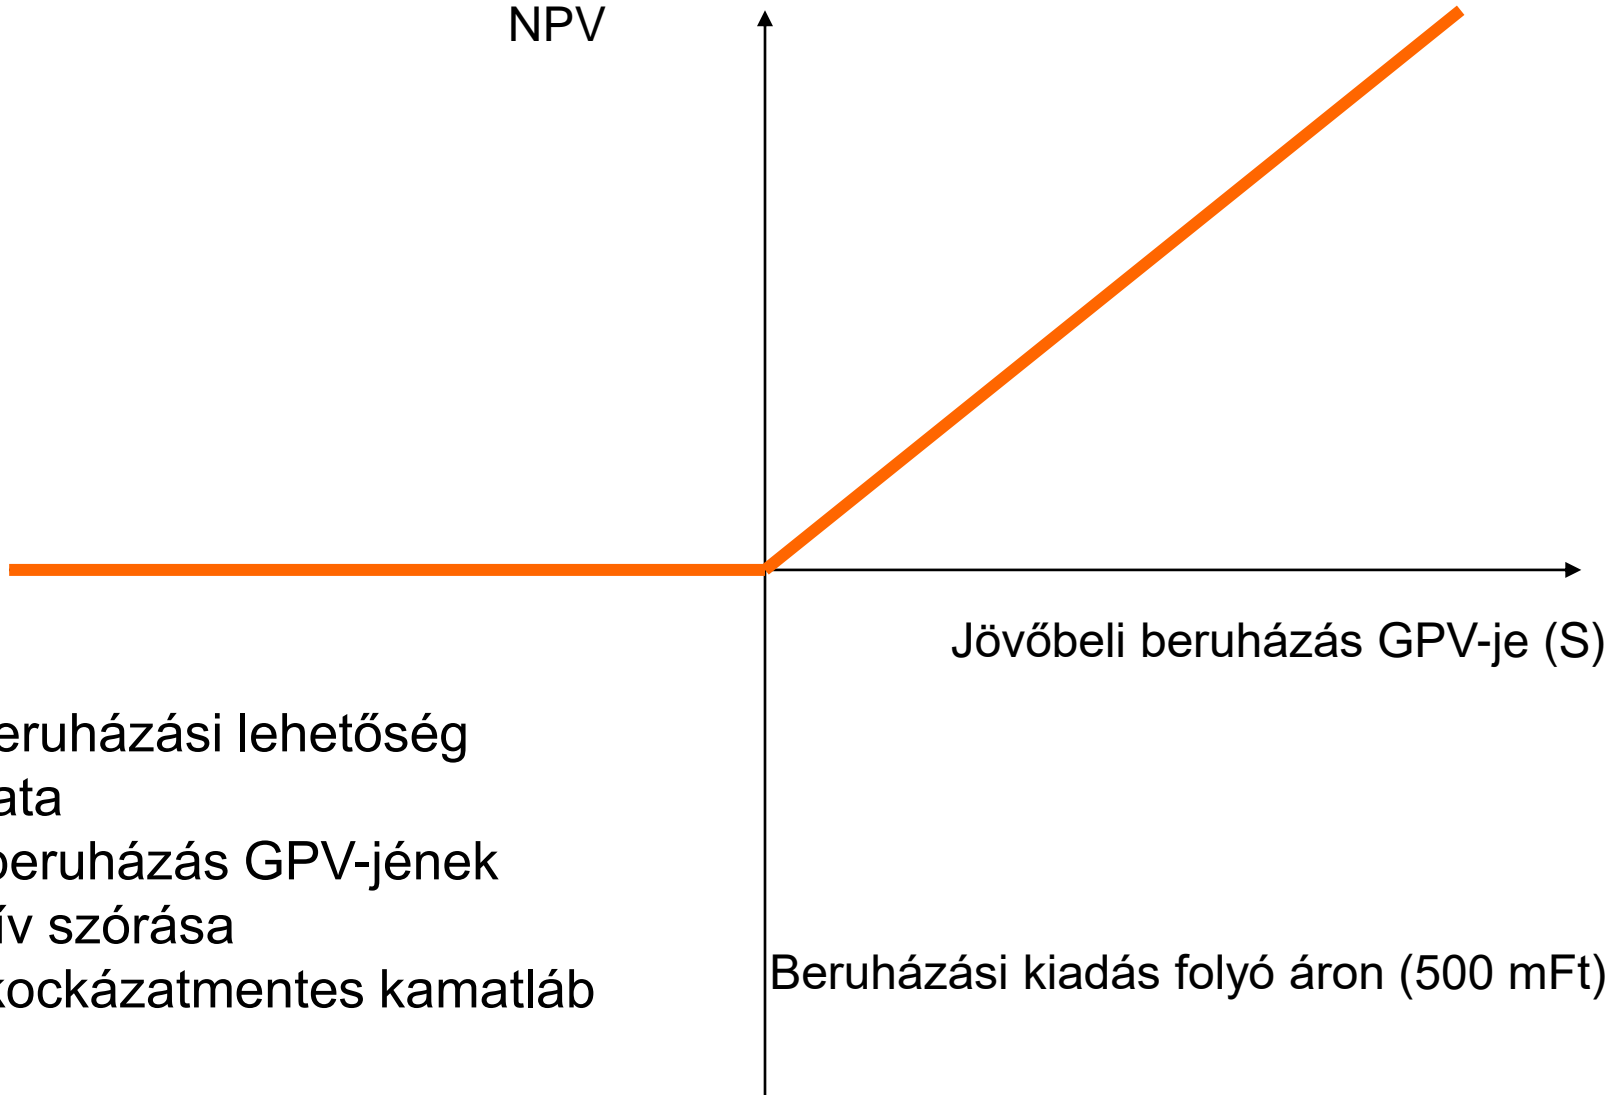 NPV
Jövőbeli beruházás GPV-je (S)
eruházási lehetőség
ata
beruházás GPV-jének
ív szórása
kockázatmentes kamatláb
Beruházási kiadás folyó áron (500 mFt)